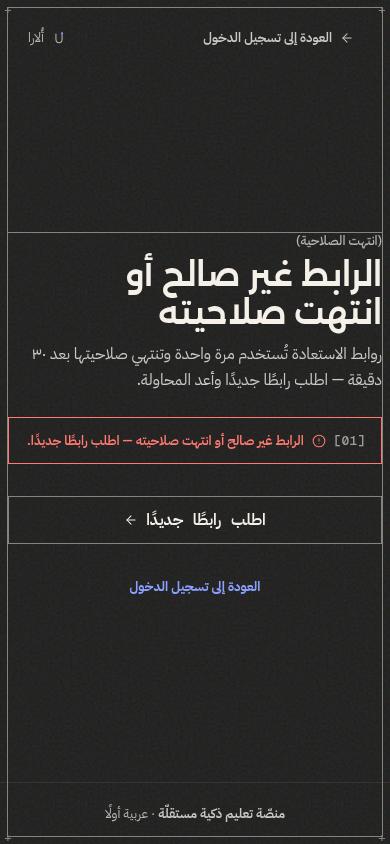 ← العودة إلى تسجيل الدخول
U ألارا
(انتهت الصلاحية)
الرابط غير صالح أو
انتهت صلاحيته
روابط الاستعادة تُستخدم مرة واحدة وتنتهي صلاحيتها بعد ٣٠
دقيقة — اطلب رابطًا جديدًا وأعد المحاولة.
[01] الرابط غير صالح أو انتهت صلاحيته — اطلب رابطًا جديدًا.
اطلب رابطًا جديدًا ←
العودة إلى تسجيل الدخول
منصّة تعليم ذكية مستقلّة · عربية أولًا